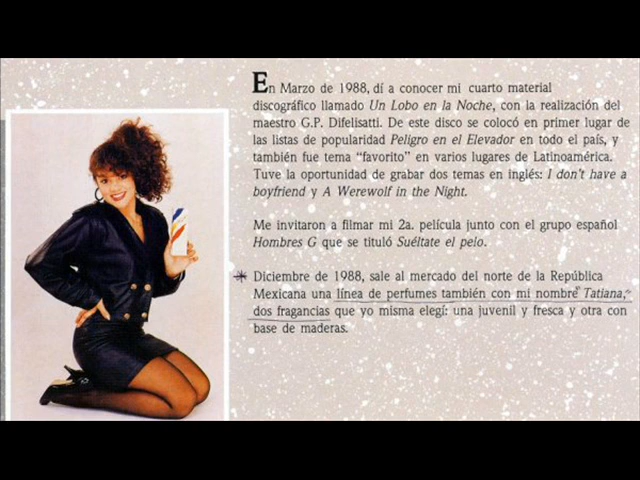 En Marzo de 1988, dí a conocer mi cuarto material
discográfico llamado Un Lobo en la Noche, con la realización del
maestro G.P. Difelisatti. De este disco se colocó en primer lugar de
las listas de popularidad Peligro en el Elevador en todo el país, y
también fue tema “favorito” en varios lugares de Latinoamérica.
Tuve la oportunidad de grabar dos temas en inglés: I don't have a
boyfriend y A Werewolf in the Night.
Me invitaron a filmar mi 2a. película junto con el grupo español
Hombres G que se tituló Suéltate el pelo.
Diciembre de 1988, sale al mercado del norte de la República
Mexicana una línea de perfumes también con mi nombre "Tatiana,"
dos fragancias que yo misma elegí: una juvenil y fresca y otra con
base de maderas.